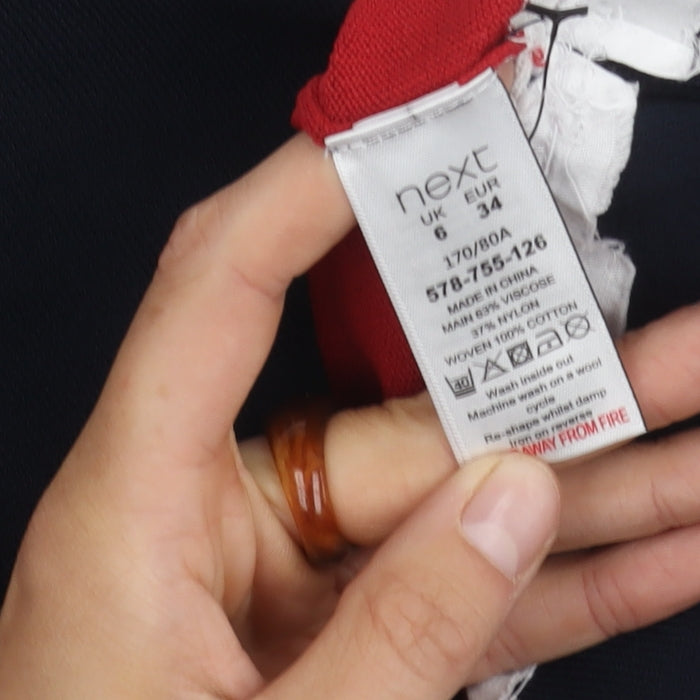 next
UK EUR
6 34
170/80A
578-755-126
MADE IN CHINA
MAIN 63% VISCOSE
37% NYLON
WOVEN 100% COTTON
40
Wash inside out
Machine wash on a wool
cycle
Re-shape whilst damp
Iron on reverse
AWAY FROM FIRE